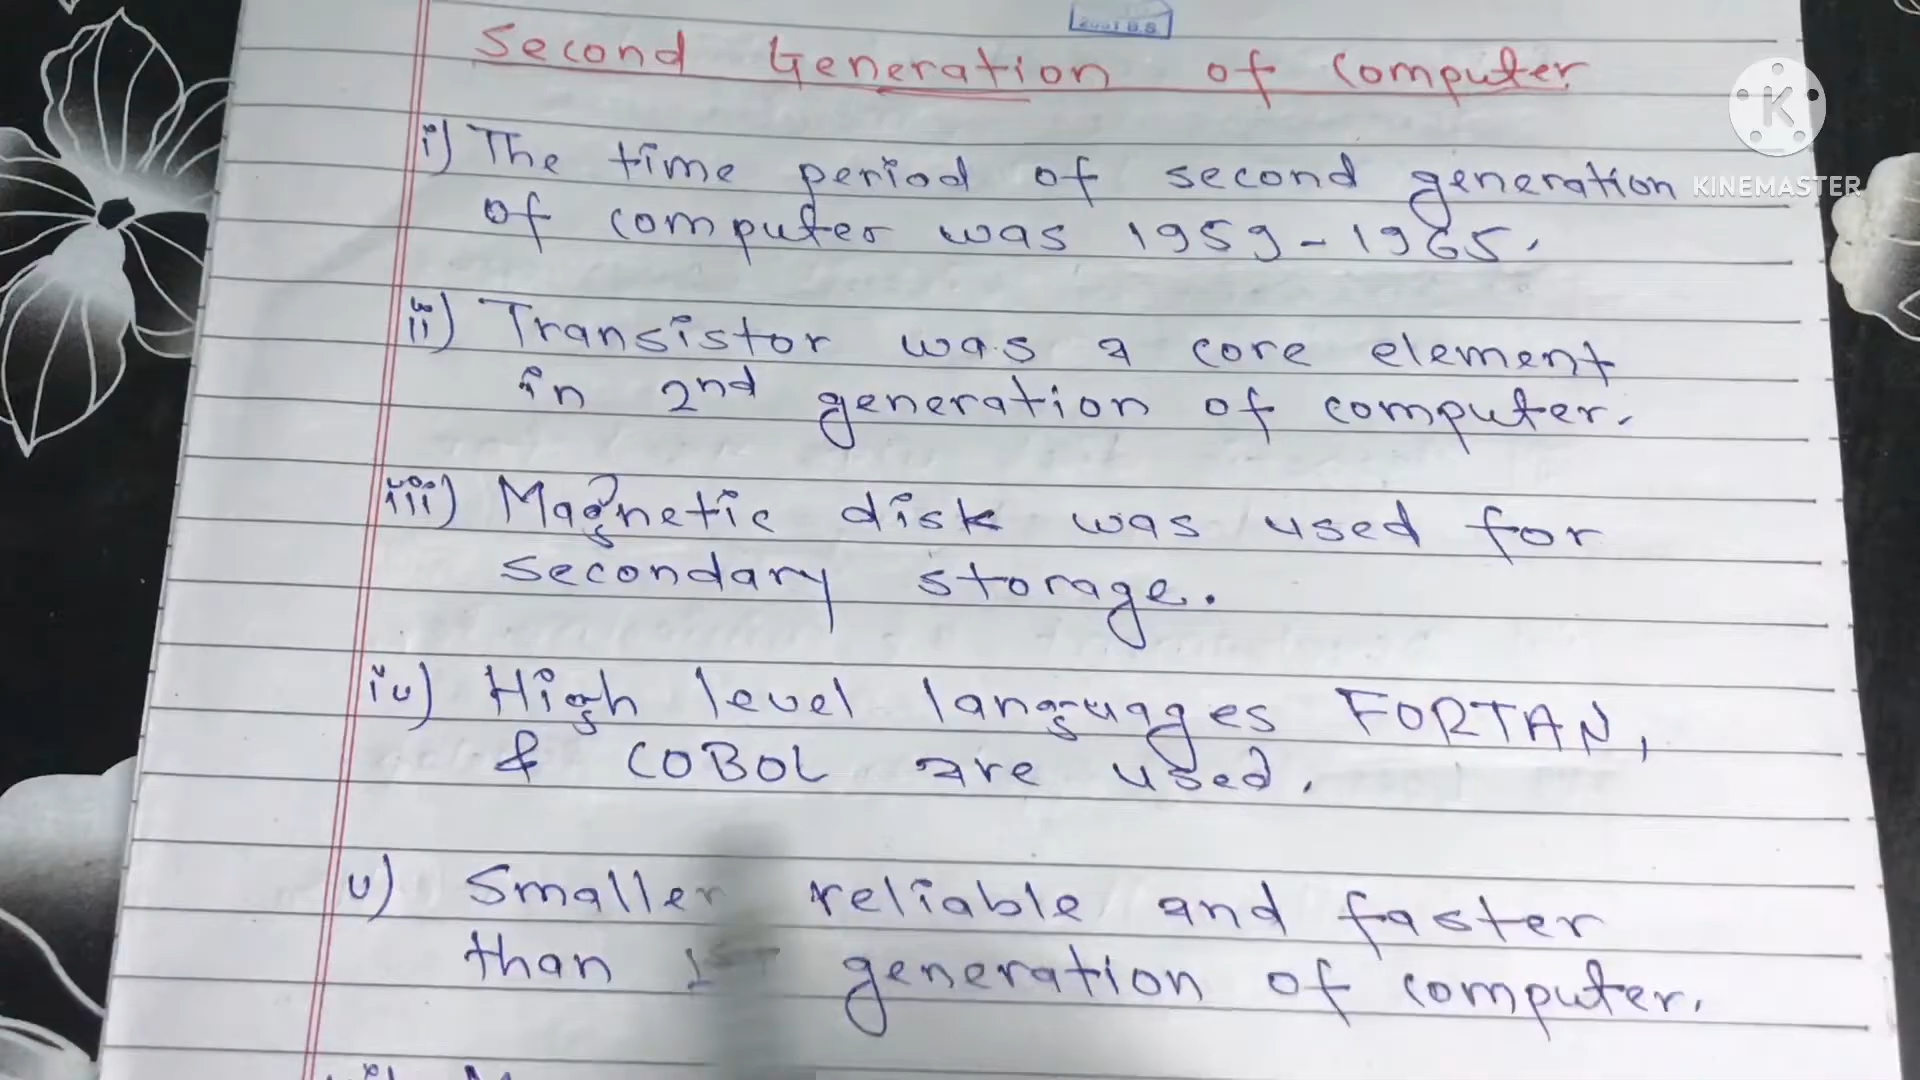 Second Generation of Computer
i) The time period of second generation
of computer was 1959-1965.
ii) Transistor was a core element
in 2nd generation of computer.
iii) Magnetic disk was used for
secondary storage.
iv) High level languages FORTAN,
& COBOL are used.
v) Smaller reliable and faster
than 1st generation of computer.
KINEMASTER